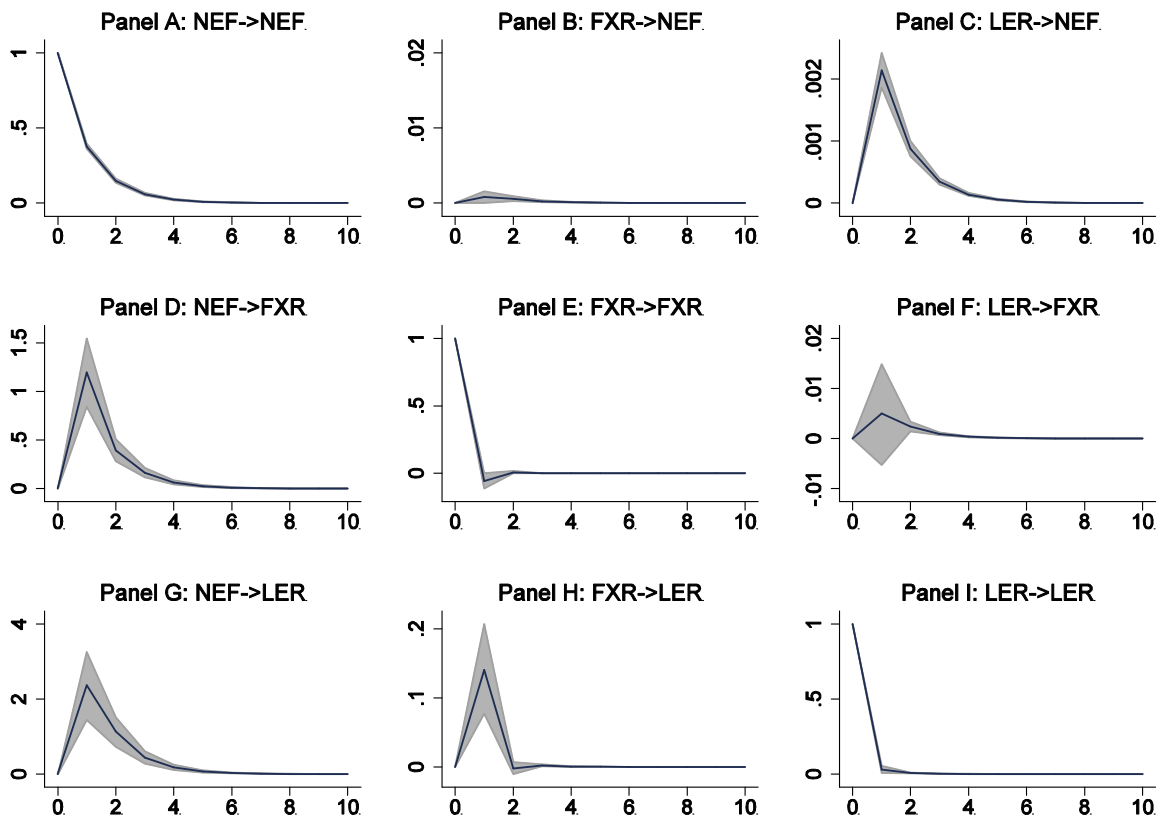 Panel A: NEF->NEF.
Panel B: FXR->NEF.
Panel C: LER->NEF.
1
.5
0
0. 2. 4. 6. 8. 10.
.02
.01
0
0. 2. 4. 6. 8. 10.
.002
.001
0
0. 2. 4. 6. 8. 10.
Panel D: NEF->FXR.
Panel E: FXR->FXR.
Panel F: LER->FXR.
1.5
1
.5
0
0. 2. 4. 6. 8. 10.
1
.5
0
0. 2. 4. 6. 8. 10.
.02
.01
0
-.01
0. 2. 4. 6. 8. 10.
Panel G: NEF->LER.
Panel H: FXR->LER.
Panel I: LER->LER.
4
2
0
0. 2. 4. 6. 8. 10.
.2
.1
0
0. 2. 4. 6. 8. 10.
1
.5
0
0. 2. 4. 6. 8. 10.